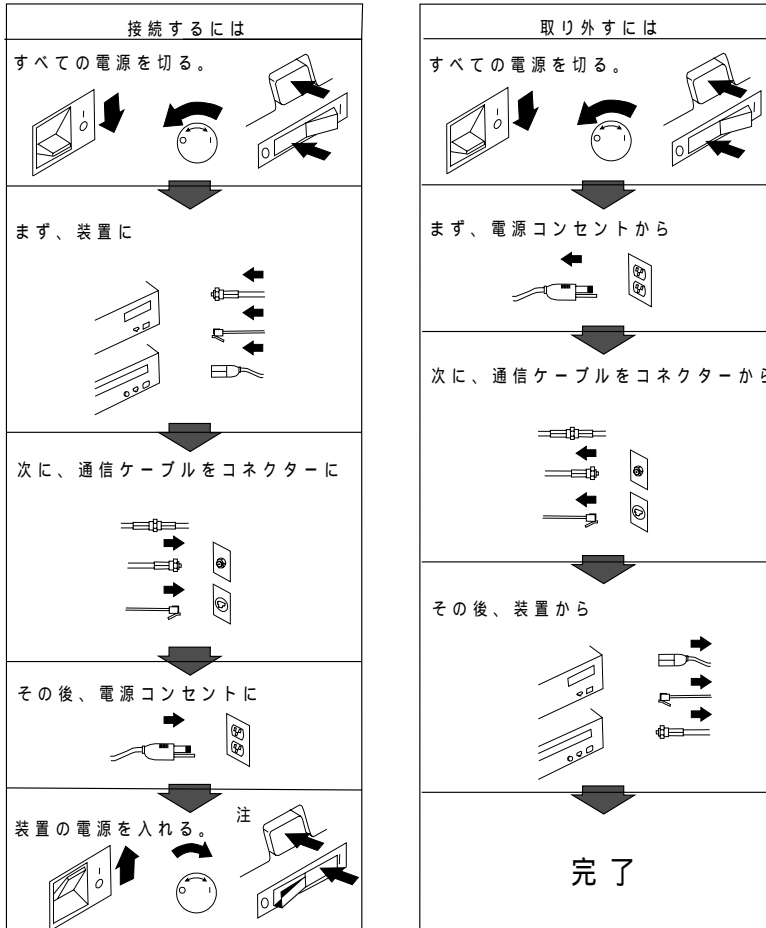 接続するには
すべての電源を切る。
まず、装置に
次に、通信ケーブルをコネクターに
その後、電源コンセントに
装置の電源を入れる。
注
取り外すには
すべての電源を切る。
まず、電源コンセントから
次に、通信ケーブルをコネクターから
その後、装置から
完了